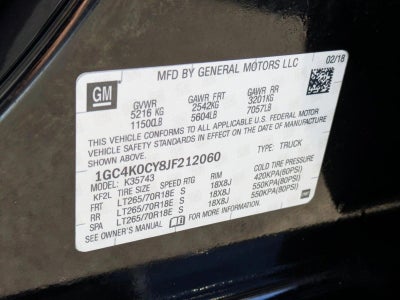 MFD BY GENERAL MOTORS LLC 02/18
GM
GVWR GAWR FRT GAWR RR
5216 KG 2542KG 3201KG
11500LB 5604LB 7057LB
THIS VEHICLE CONFORMS TO ALL APPLICABLE U.S. FEDERAL
MOTOR VEHICLE SAFETY STANDARDS IN EFFECT ON THE DATE OF
MANUFACTURE SHOWN ABOVE.
1GC4K0CY8JF212060 TYPE: TRUCK
MODEL: K35743
KF2L TIRE SIZE SPEED RTG RIM COLD TIRE PRESSURE
FRT LT265/70R18E S 18X8J 420KPA(60PSI)
RR LT265/70R18E S 18X8J 550KPA(80PSI)
SPA LT265/70R18E S 18X8J 550KPA(80PSI)
SEE OWNER'S MANUAL FOR MORE INFORMATION.